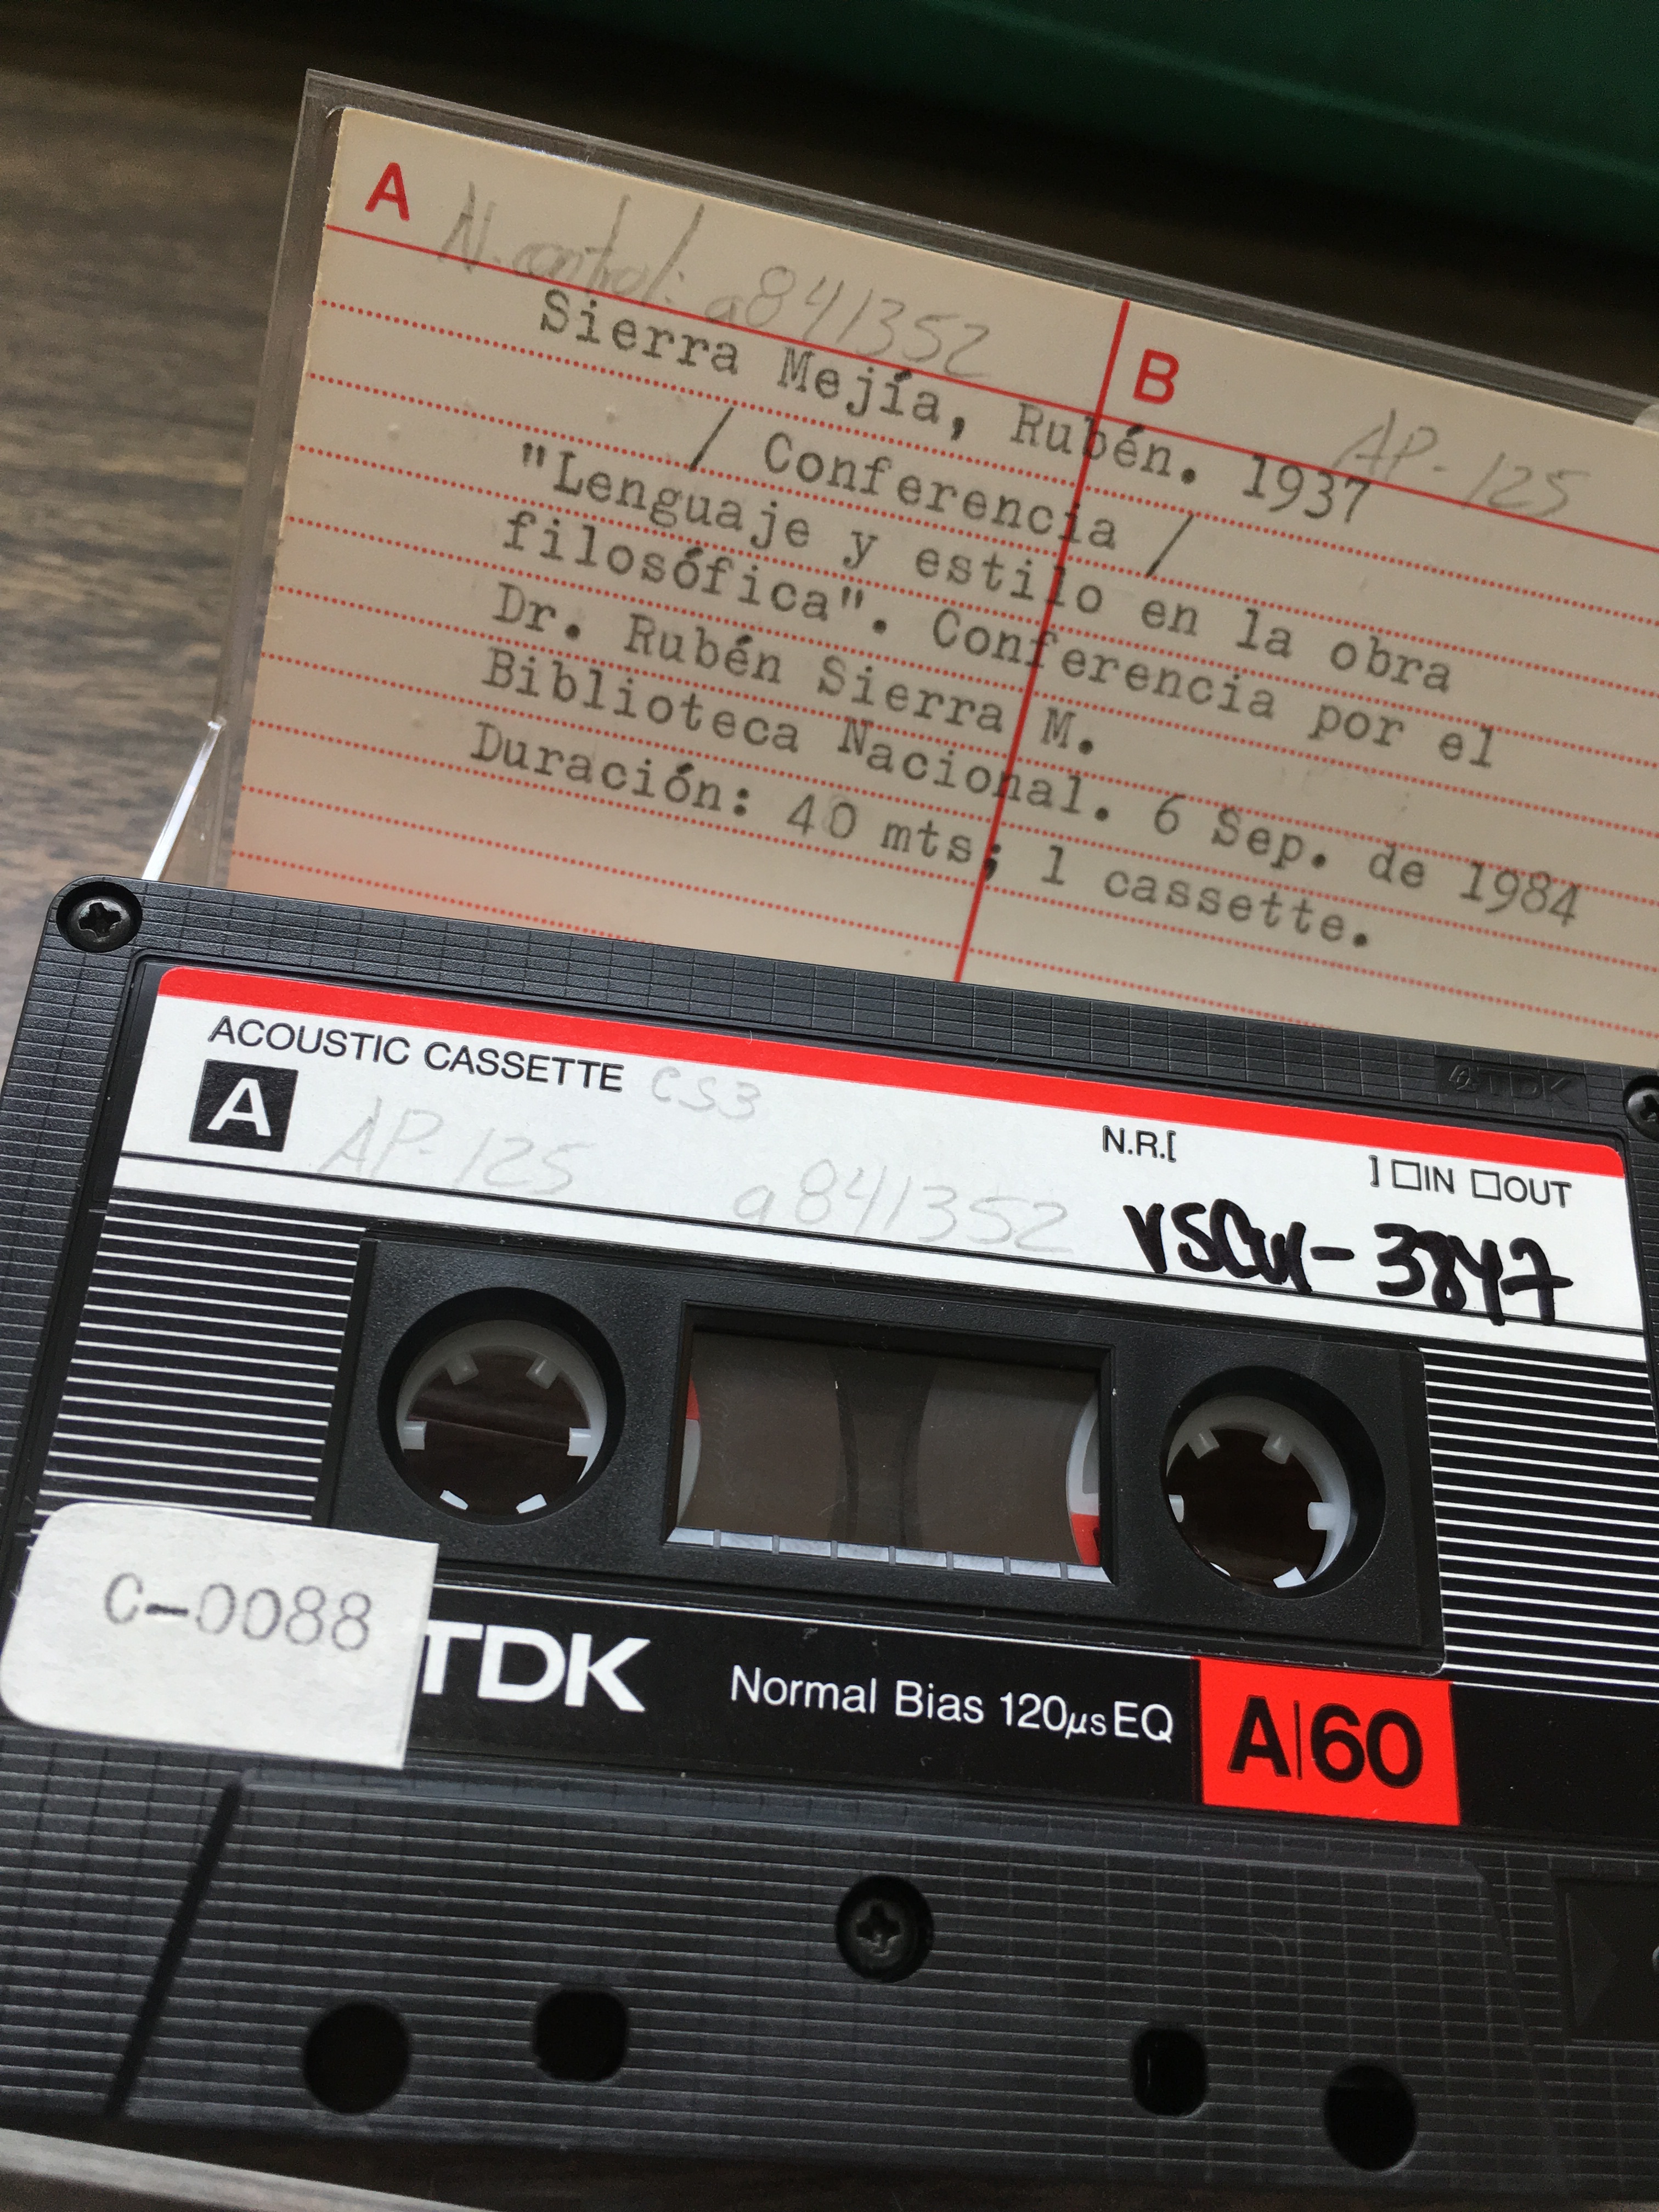 A
N. control: a841352
B
AP-125
Sierra Mejía, Rubén. 1937
/ Conferencia /
"Lenguaje y estilo en la obra
filosófica". Conferencia por el
Dr. Rubén Sierra M.
Biblioteca Nacional. 6 Sep. de 1984
Duración: 40 mts; 1 cassette.
TDK
ACOUSTIC CASSETTE CS3
A
AP-125 a841352
N.R.[ ] IN OUT
3847
C-0088
TDK
Normal Bias 120μs EQ
A|60